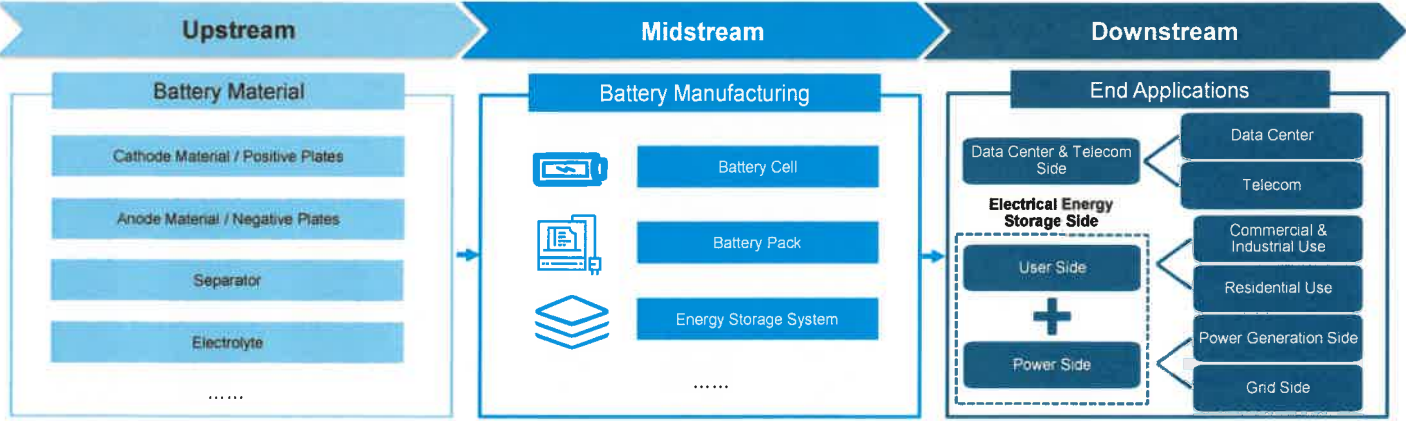 Upstream
Midstream
Downstream
Battery Material
Cathode Material / Positive Plates
Anode Material / Negative Plates
Separator
Electrolyte
……
Battery Manufacturing
Battery Cell
Battery Pack
Energy Storage System
……
End Applications
Data Center & Telecom
Side
Data Center
Telecom
Electrical Energy
Storage Side
User Side
Commercial &
Industrial Use
Residential Use
Power Side
Power Generation Side
Grid Side